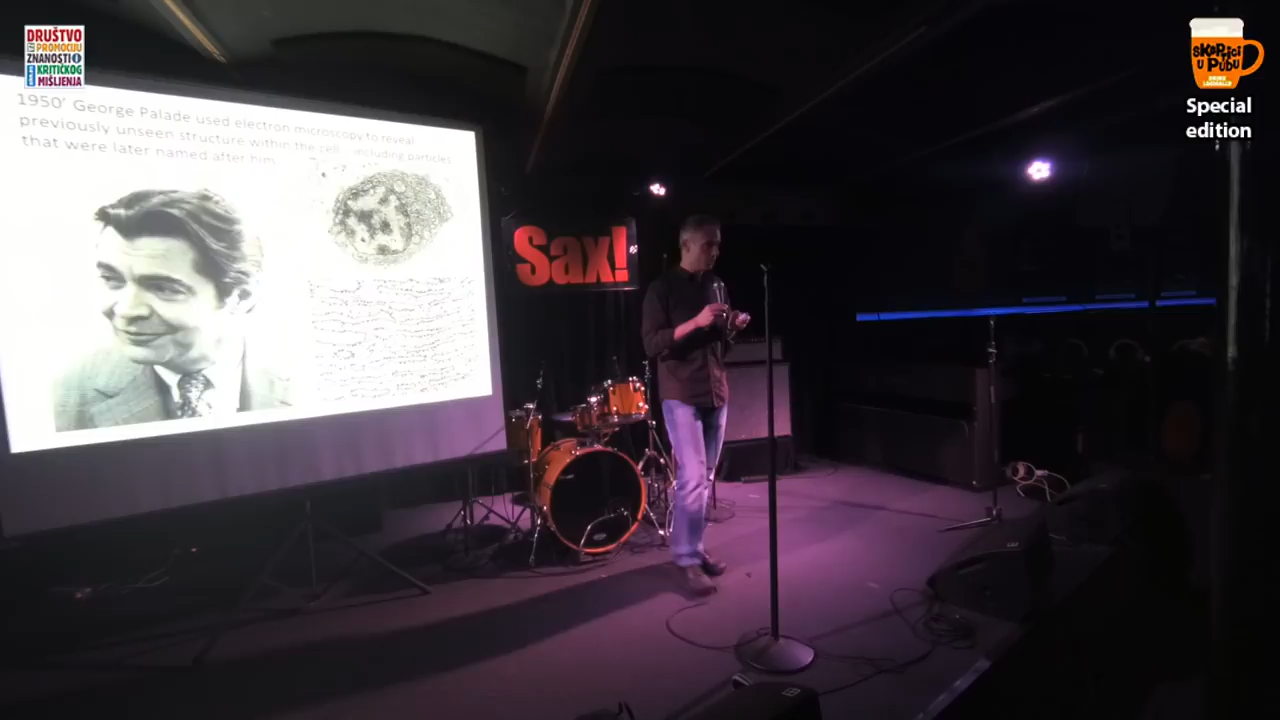 DRUŠTVO
ZA PROMOCIJU
ZNANOSTI I
KRITIČKOG
MIŠLJENJA
SKEPTICI
U PUBU
Special
edition
1950’ George Palade used electron microscopy to reveal
previously unseen structure within the cell including particles
that were later named after him
Sax!